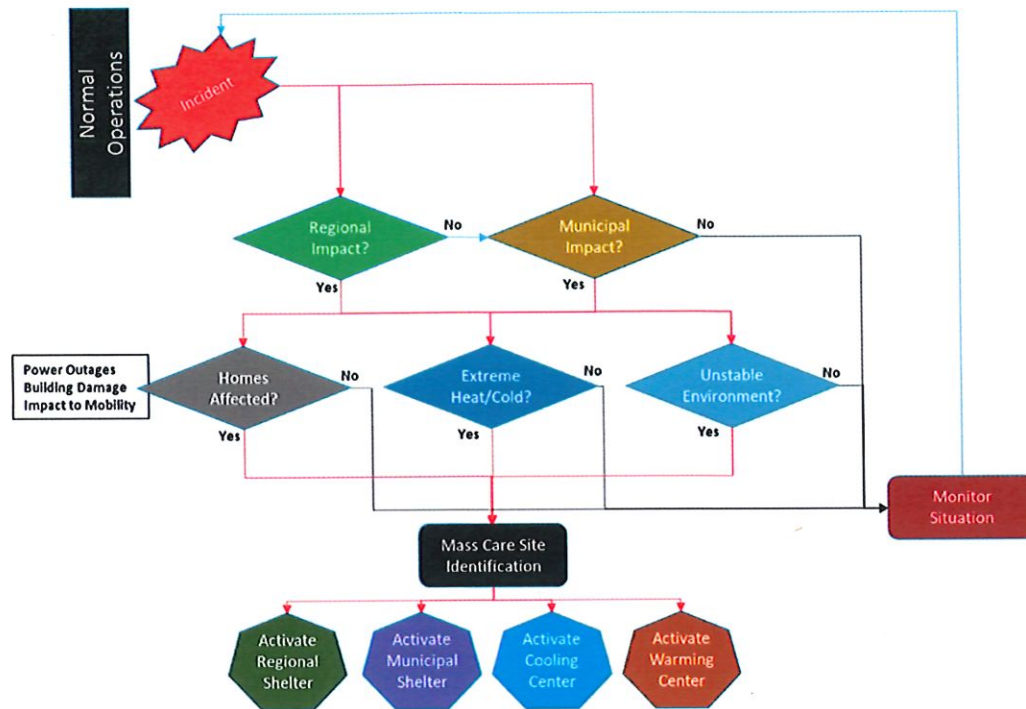 Normal
Operations
Incident
Regional
Impact?
No
Municipal
Impact?
No
Yes
Yes
Power Outages
Building Damage
Impact to Mobility
Homes
Affected?
No
Extreme
Heat/Cold?
No
Unstable
Environment?
No
Yes
Yes
Yes
Monitor
Situation
Mass Care Site
Identification
Activate
Regional
Shelter
Activate
Municipal
Shelter
Activate
Cooling
Center
Activate
Warming
Center